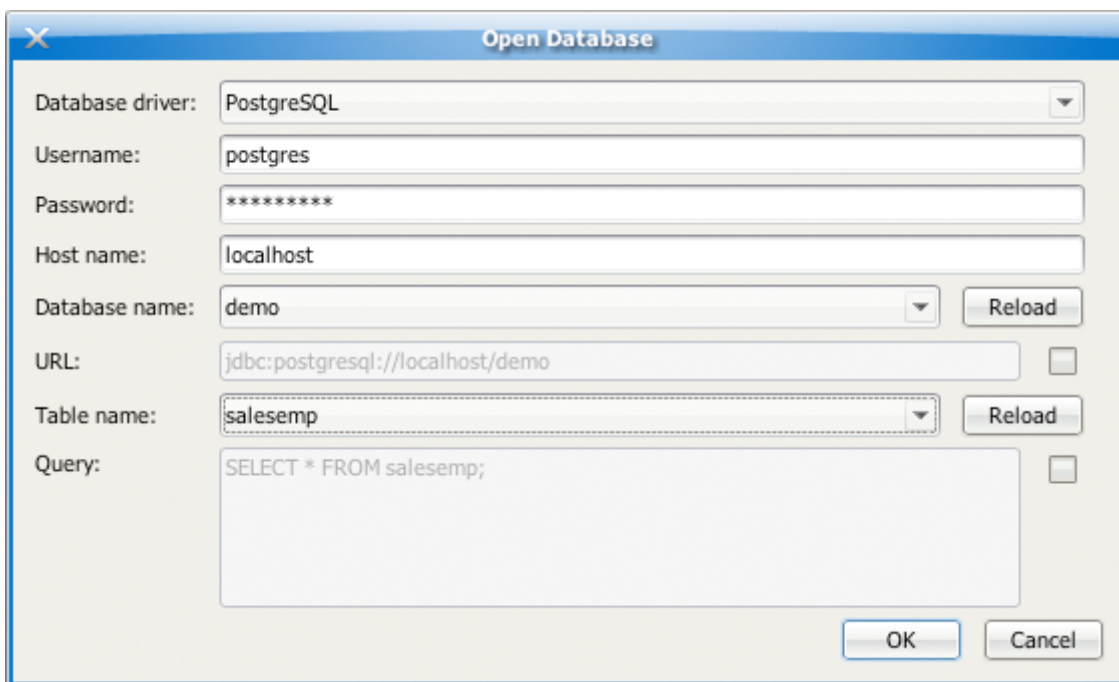 Open Database
Database driver: PostgreSQL
Username: postgres
Password: *********
Host name: localhost
Database name: demo Reload
URL: jdbc:postgresql://localhost/demo
Table name: salesemp Reload
Query: SELECT * FROM salesemp;
OK Cancel